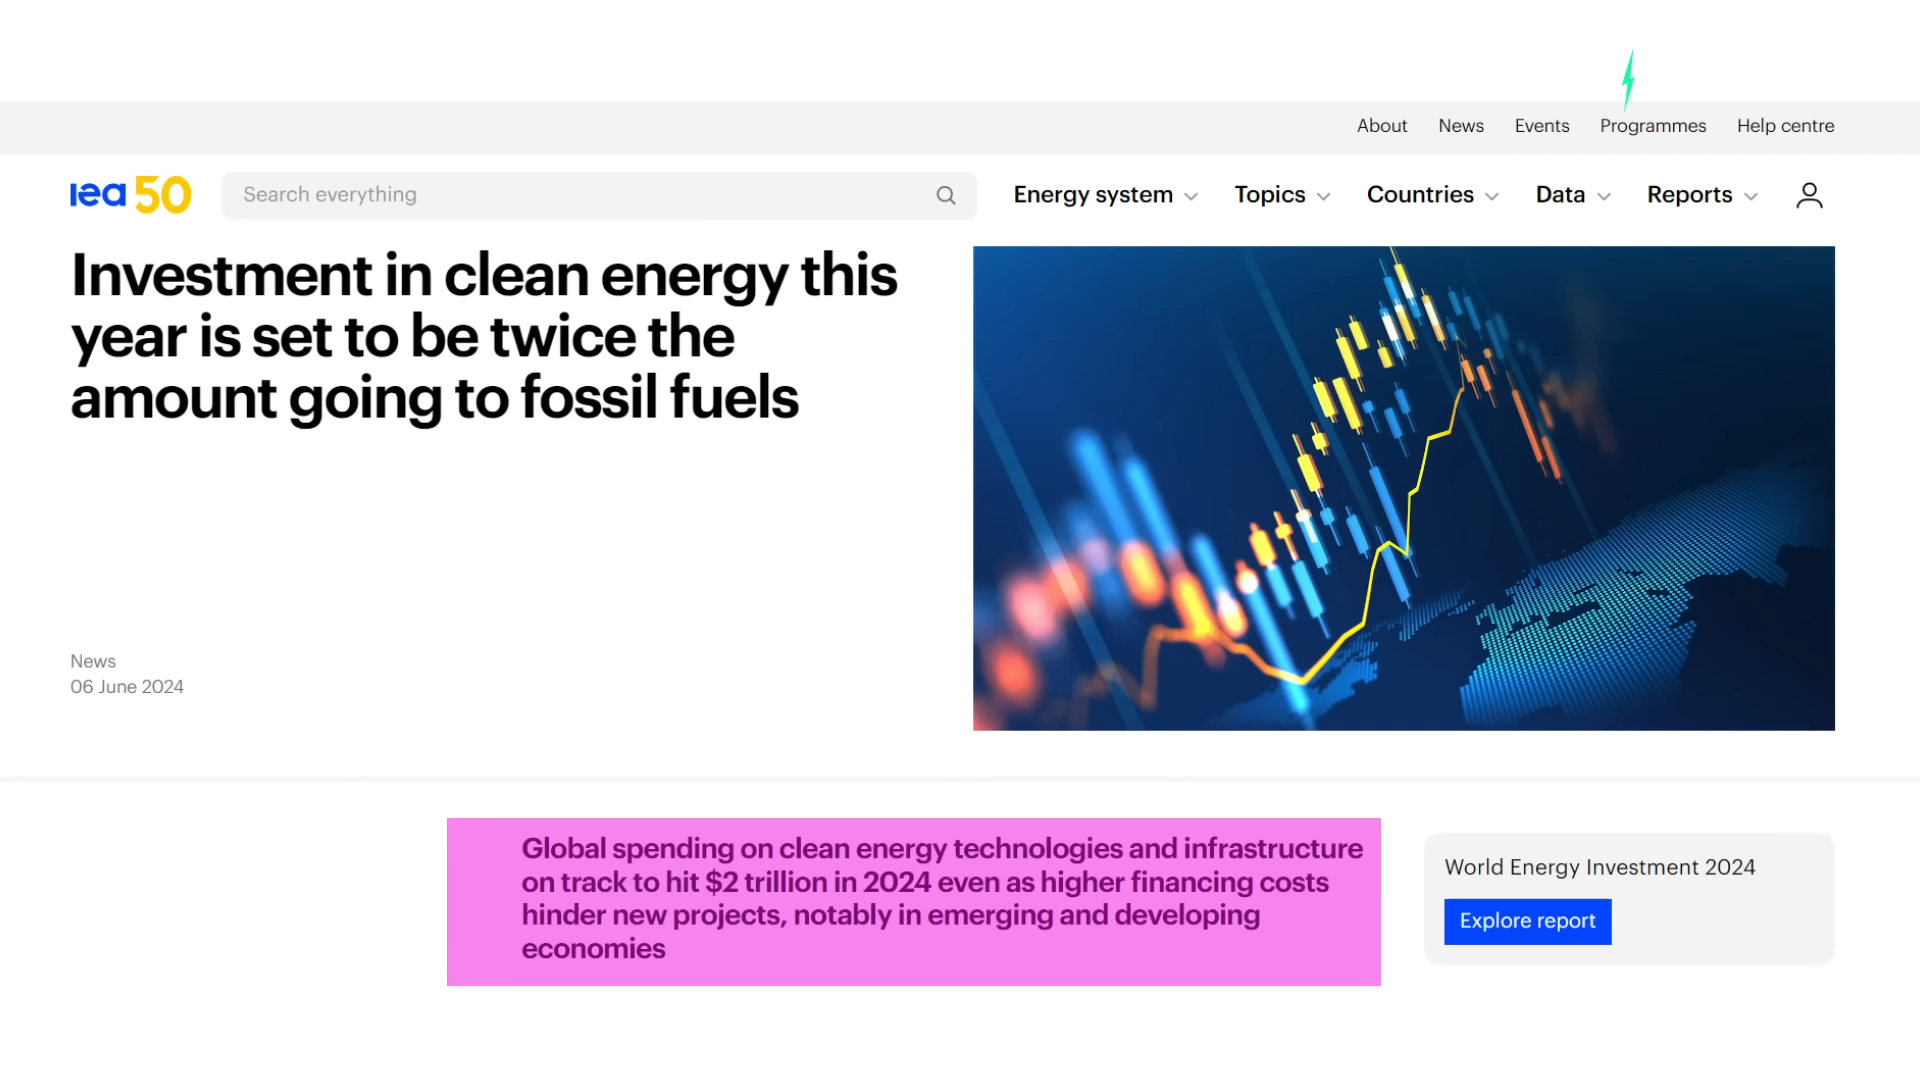 About News Events Programmes Help centre
iea 50 Search everything Energy system Topics Countries Data Reports
Investment in clean energy this
year is set to be twice the
amount going to fossil fuels
News
06 June 2024
Global spending on clean energy technologies and infrastructure
on track to hit $2 trillion in 2024 even as higher financing costs
hinder new projects, notably in emerging and developing
economies
World Energy Investment 2024
Explore report